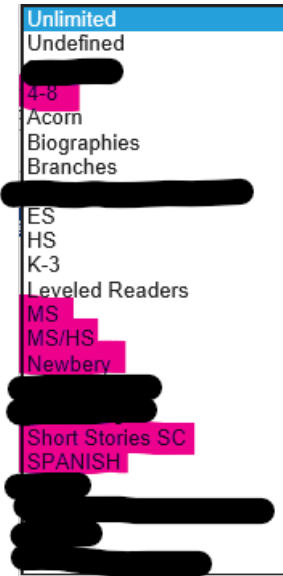 Unlimited
Undefined
4-8
Acorn
Biographies
Branches
ES
HS
K-3
Leveled Readers
MS
MS/HS
Newbery
Short Stories SC
SPANISH